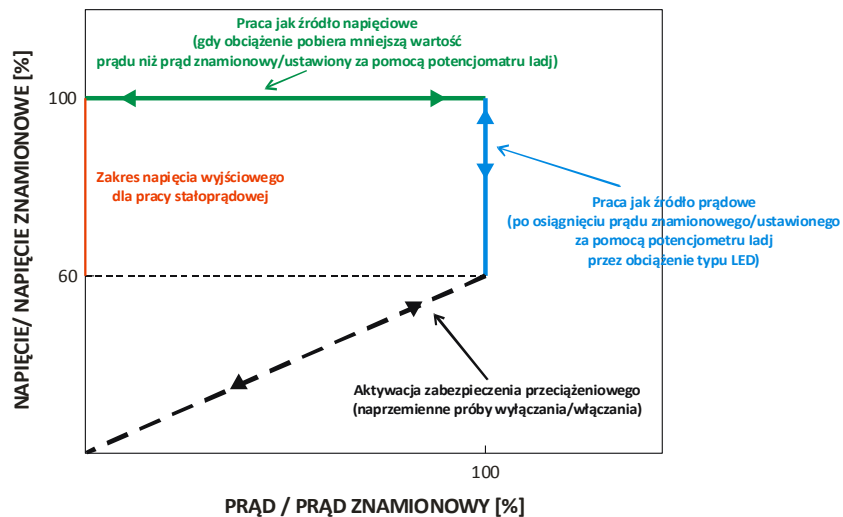 Praca jak źródło napięciowe
(gdy obciążenie pobiera mniejszą wartość
prądu niż prąd znamionowy/ustawiony za pomocą potencjomatru Iadj)
NAPIĘCIE/ NAPIĘCIE ZNAMIONOWE [%]
100
Zakres napięcia wyjściowego
dla pracy stałoprądowej
Praca jak źródło prądowe
(po osiągnięciu prądu znamionowego/ustawionego
za pomocą potencjometru Iadj
przez obciążenie typu LED)
60
Aktywacja zabezpieczenia przeciążeniowego
(naprzemienne próby wyłączania/włączania)
100
PRĄD / PRĄD ZNAMIONOWY [%]